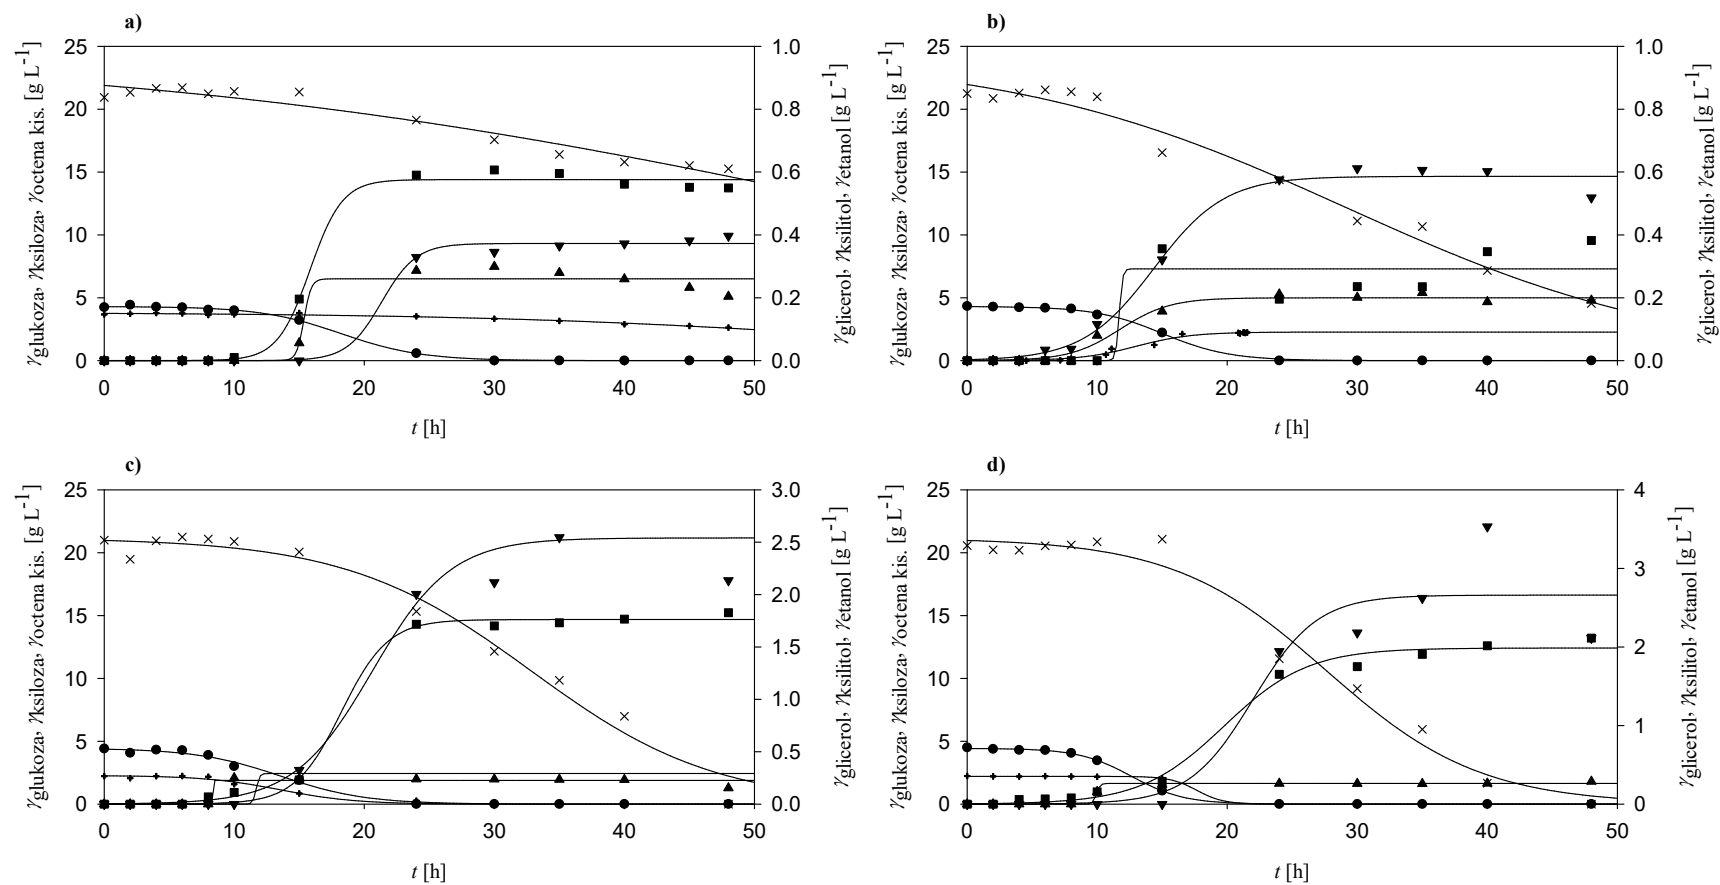 a)
25
20
15
10
5
0
1.0
0.8
0.6
0.4
0.2
0.0
0 10 20 30 40 50
t [h]
γglukoza, γksiloza, γoctena kis. [g L-1]
γglicerol, γksilitol, γetanol [g L-1]
b)
25
20
15
10
5
0
1.0
0.8
0.6
0.4
0.2
0.0
0 10 20 30 40 50
t [h]
γglukoza, γksiloza, γoctena kis. [g L-1]
γglicerol, γksilitol, γetanol [g L-1]
c)
25
20
15
10
5
0
3.0
2.5
2.0
1.5
1.0
0.5
0.0
0 10 20 30 40 50
t [h]
γglukoza, γksiloza, γoctena kis. [g L-1]
γglicerol, γksilitol, γetanol [g L-1]
d)
25
20
15
10
5
0
4
3
2
1
0
0 10 20 30 40 50
t [h]
γglukoza, γksiloza, γoctena kis. [g L-1]
γglicerol, γksilitol, γetanol [g L-1]